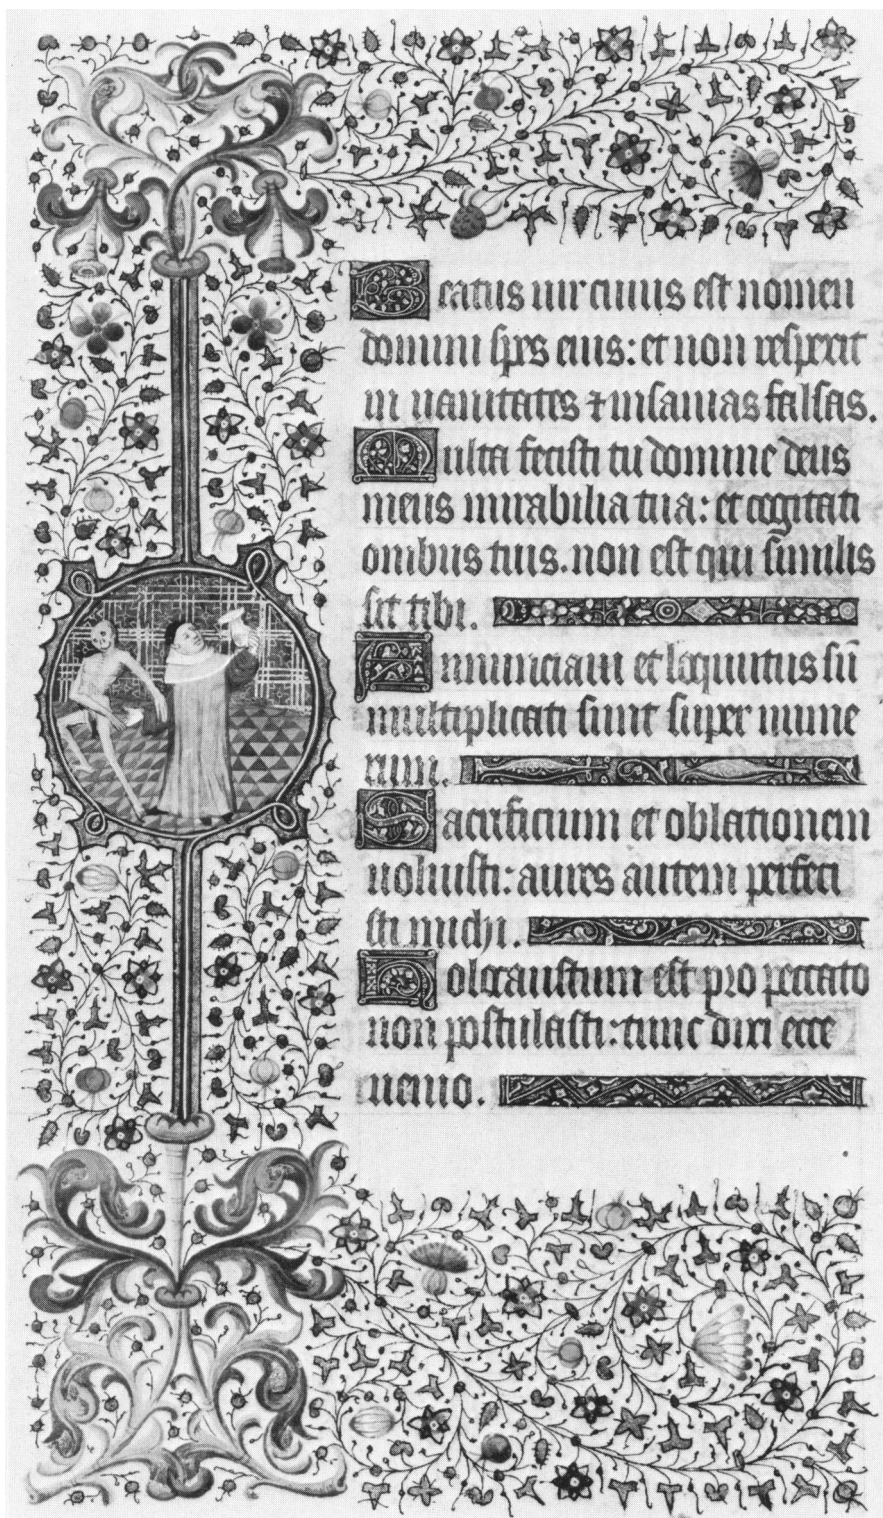 Beatus uir cuius est nomen
domini sp̄s eius: et non respexit
in uanitates ⁊ insanias falsas.
Multa fecisti tu domine deus
meus mirabilia tua: et cogitati
onibus tuis. non est qui similis
sit tibi.
Annunciaui et loquutus sū
multiplicati sunt super nume
rum.
Sacrificium et oblationem
noluisti: aures autem perfeci
sti michi.
Holocaustum est pro peccato
non postulasti: tunc dixi ecce
uenio.